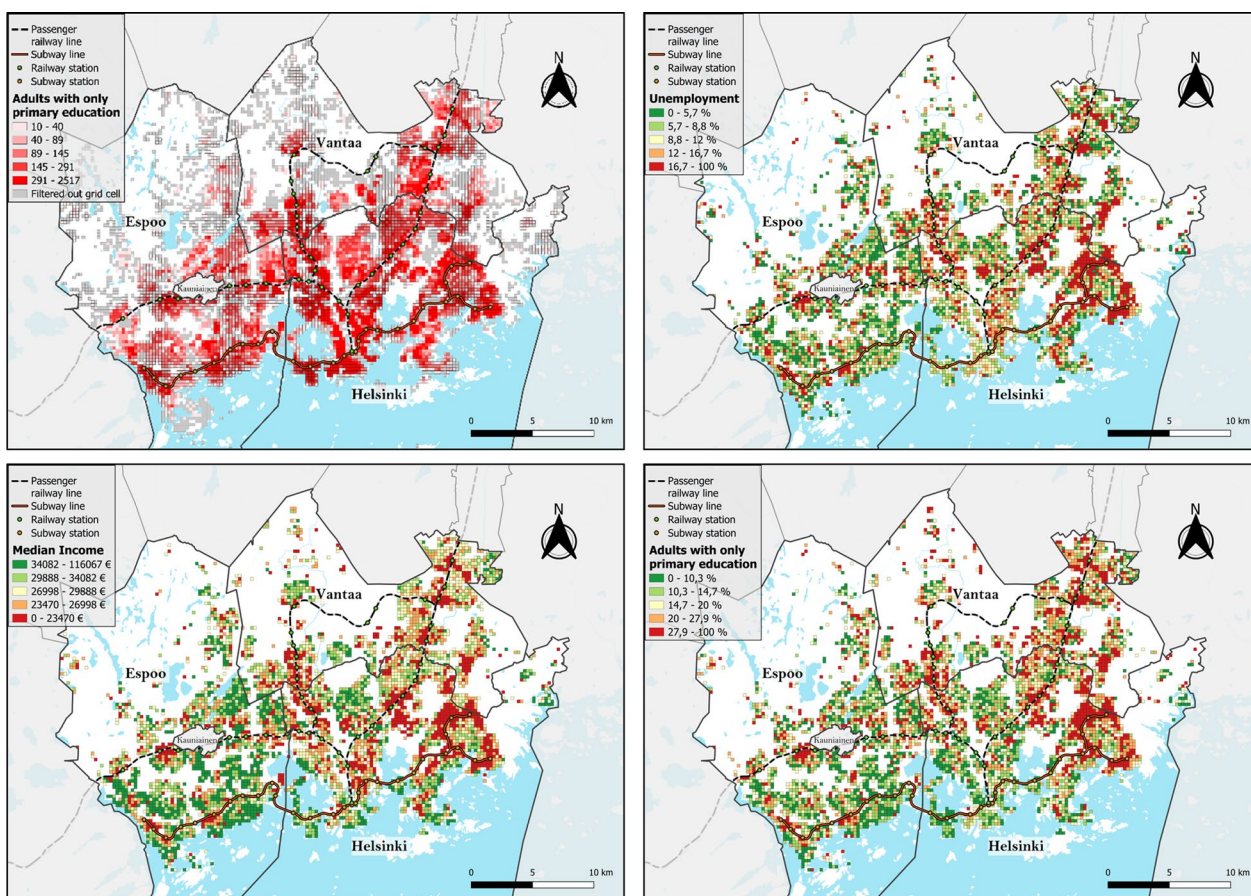 Passenger
railway line
Subway line
Railway station
Subway station
Adults with only
primary education
10 - 40
40 - 89
89 - 145
145 - 291
291 - 2517
Filtered out grid cell
N
Vantaa
Espoo
Kauniainen
Helsinki
0 5 10 km
Passenger
railway line
Subway line
Railway station
Subway station
Unemployment
0 - 5,7 %
5,7 - 8,8 %
8,8 - 12 %
12 - 16,7 %
16,7 - 100 %
N
Vantaa
Espoo
Kauniainen
Helsinki
0 5 10 km
Passenger
railway line
Subway line
Railway station
Subway station
Median Income
34082 - 116067 €
29888 - 34082 €
26998 - 29888 €
23470 - 26998 €
0 - 23470 €
N
Vantaa
Espoo
Kauniainen
Helsinki
0 5 10 km
Passenger
railway line
Subway line
Railway station
Subway station
Adults with only
primary education
0 - 10,3 %
10,3 - 14,7 %
14,7 - 20 %
20 - 27,9 %
27,9 - 100 %
N
Vantaa
Espoo
Kauniainen
Helsinki
0 5 10 km